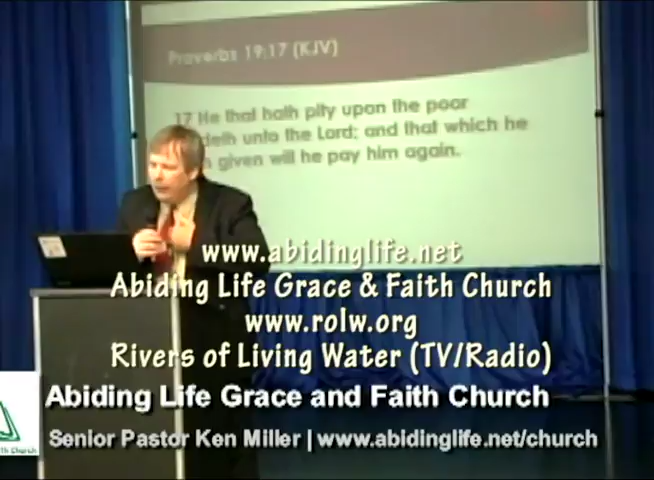 Proverbs 19:17 (KJV)
17 He that hath pity upon the poor
unto the Lord; and that which he
given will he pay him again.
www.abidinglife.net
Abiding Life Grace & Faith Church
www.rolw.org
Rivers of Living Water (TV/Radio)
Abiding Life Grace and Faith Church
Senior Pastor Ken Miller | www.abidinglife.net/church